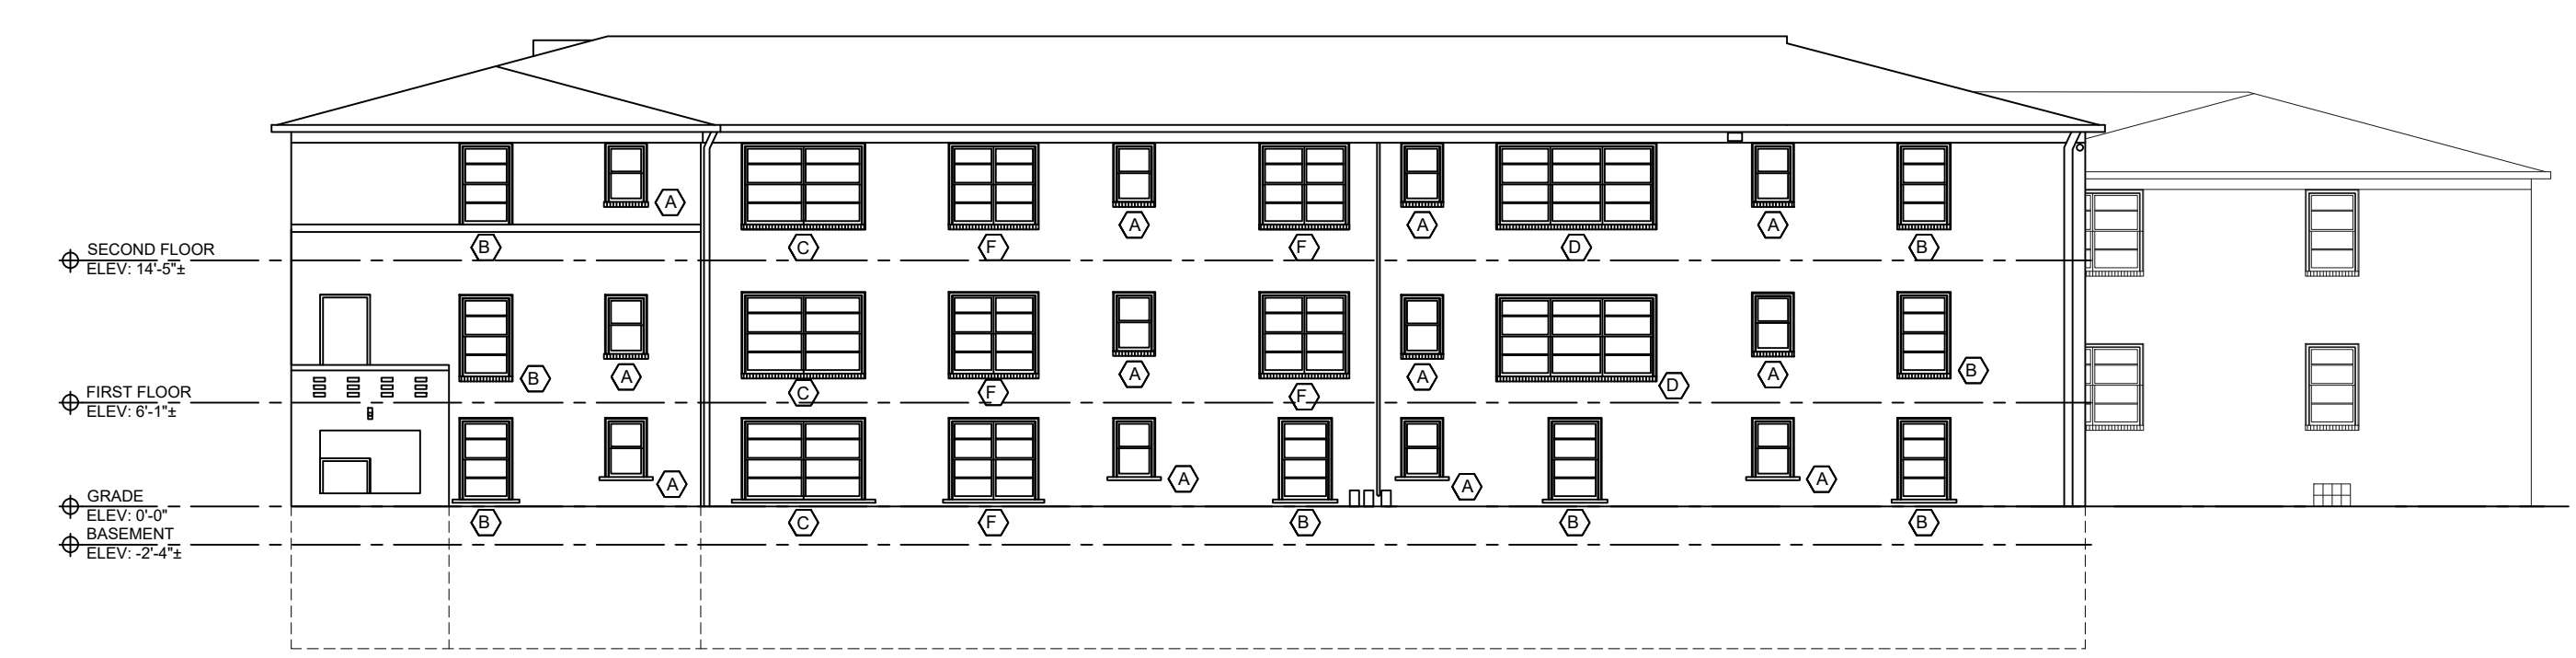 A
A
A
A
B
C
F
F
D
B
SECOND FLOOR
ELEV: 14'-5"±
B
A
C
F
A
F
A
D
A
B
FIRST FLOOR
ELEV: 6'-1"±
A
A
A
A
GRADE
ELEV: 0'-0"
B
C
F
B
B
B
BASEMENT
ELEV: -2'-4"±